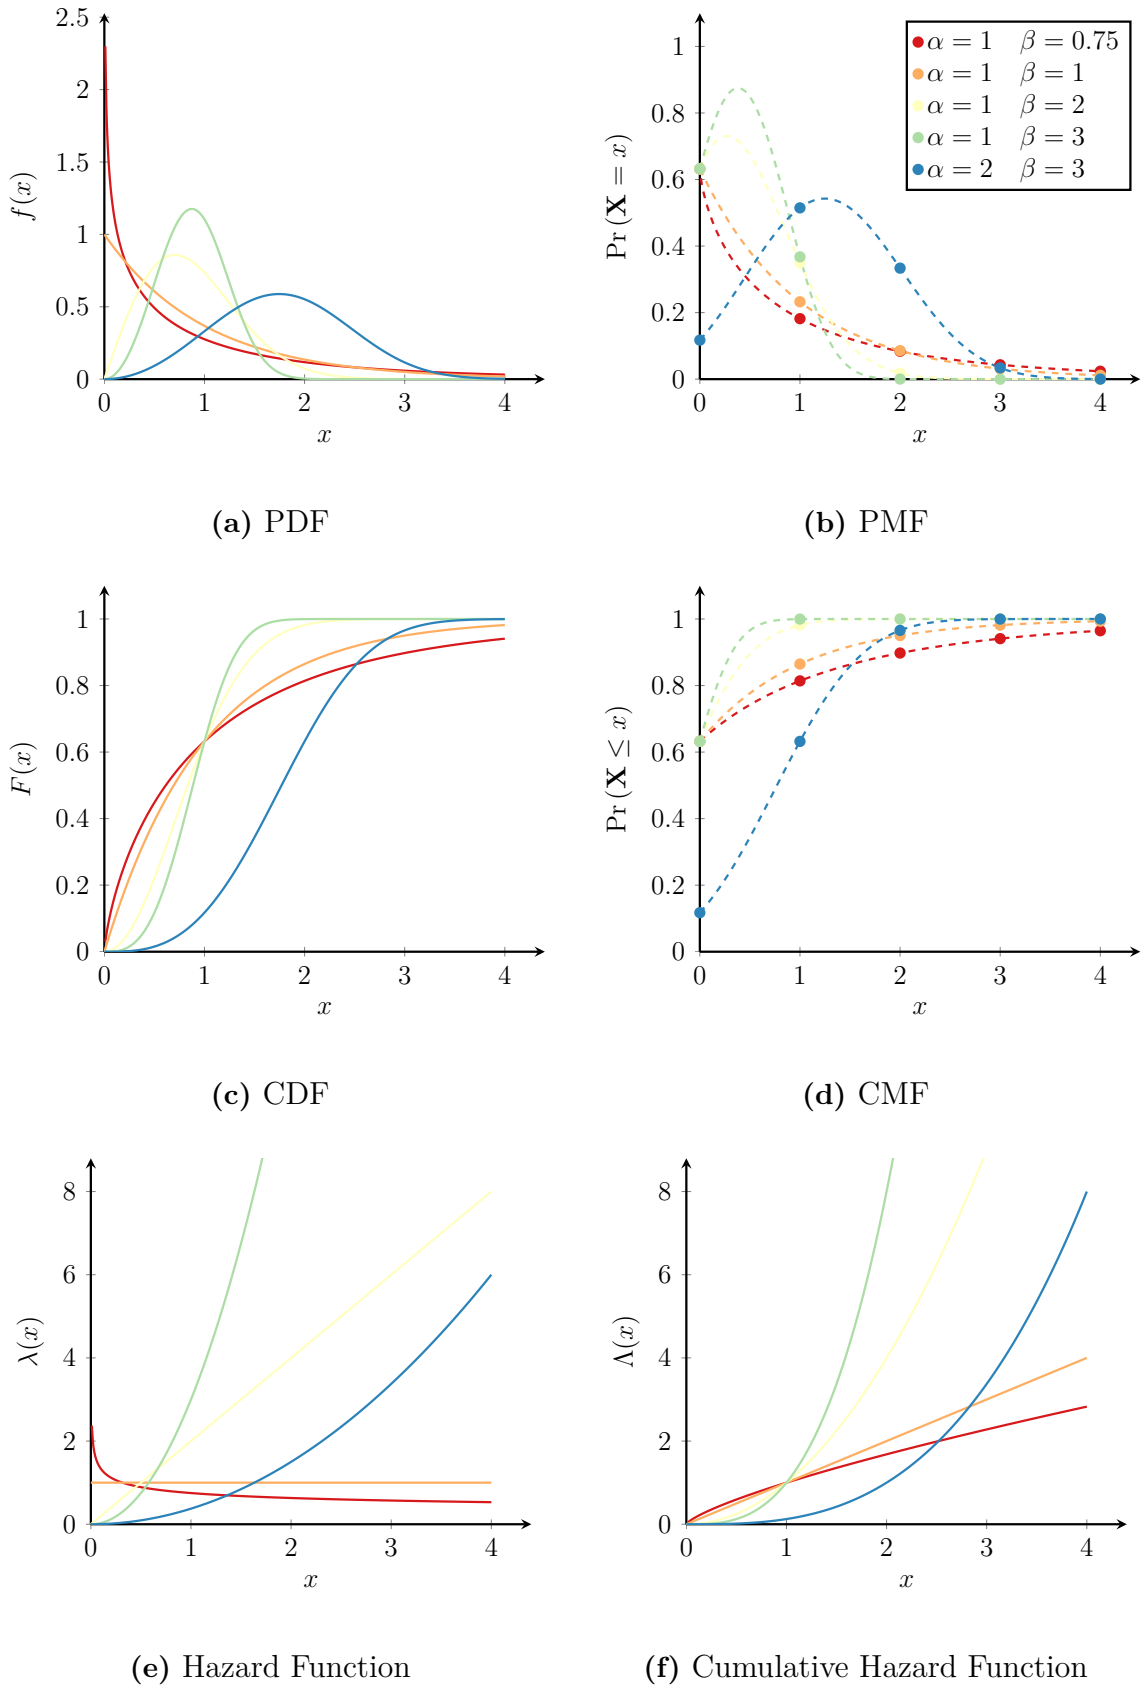 2.5
2
1.5
1
0.5
0
f(x)
0 1 2 3 4
x
(a) PDF
1
0.8
0.6
0.4
0.2
0
Pr (X = x)
α = 1 β = 0.75
α = 1 β = 1
α = 1 β = 2
α = 1 β = 3
α = 2 β = 3
0 1 2 3 4
x
(b) PMF
1
0.8
0.6
0.4
0.2
0
F(x)
0 1 2 3 4
x
(c) CDF
1
0.8
0.6
0.4
0.2
0
Pr (X ≤ x)
0 1 2 3 4
x
(d) CMF
8
6
4
2
0
λ(x)
0 1 2 3 4
x
(e) Hazard Function
8
6
4
2
0
Λ(x)
0 1 2 3 4
x
(f) Cumulative Hazard Function